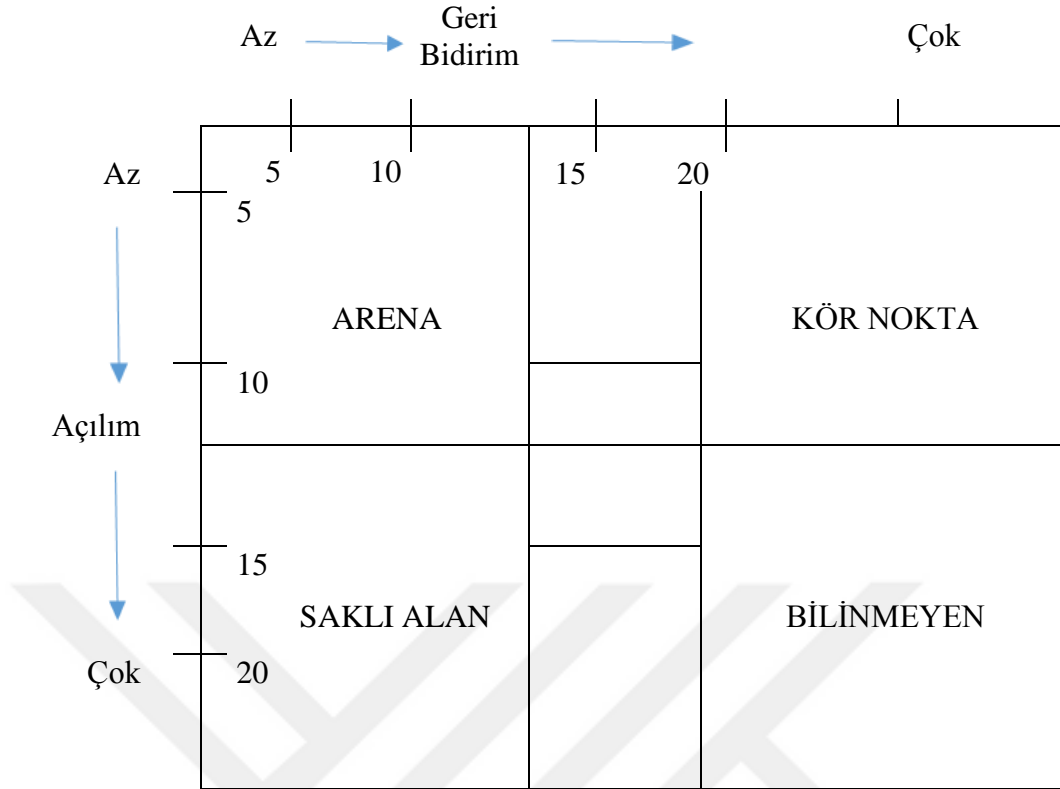 Az
Geri
Bidirim
Çok
5
10
15
20
Az
5
ARENA
KÖR NOKTA
10
Açılım
15
SAKLI ALAN
BİLİNMEYEN
Çok
20